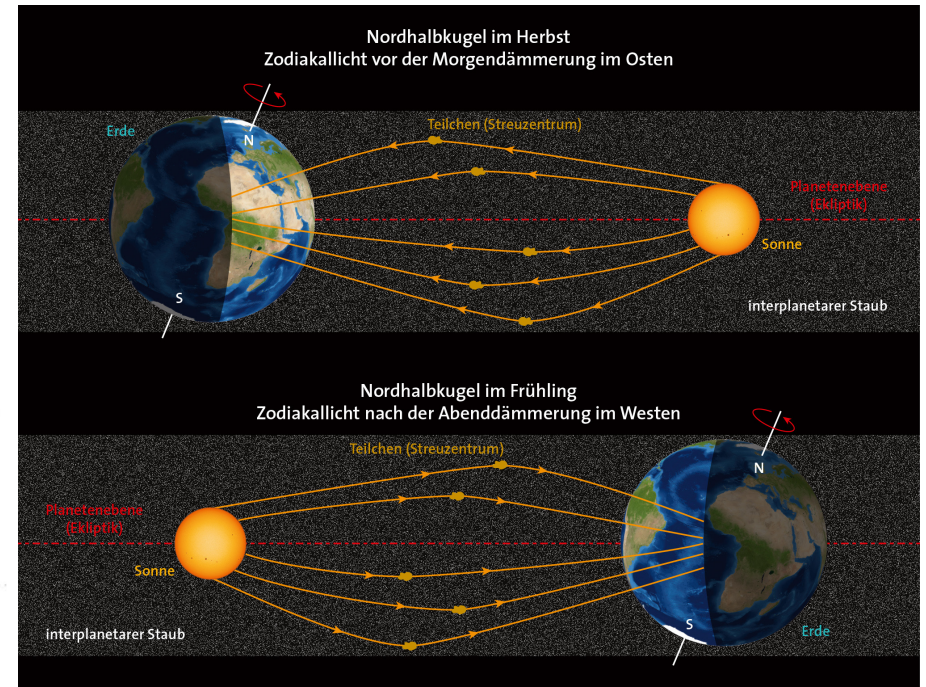 Nordhalbkugel im Herbst
Zodiakallicht vor der Morgendämmerung im Osten
Erde
N
Teilchen (Streuzentrum)
Planetenebene
(Ekliptik)
Sonne
S
interplanetarer Staub
Nordhalbkugel im Frühling
Zodiakallicht nach der Abenddämmerung im Westen
Teilchen (Streuzentrum)
N
Planetenebene
(Ekliptik)
Sonne
S
Erde
interplanetarer Staub